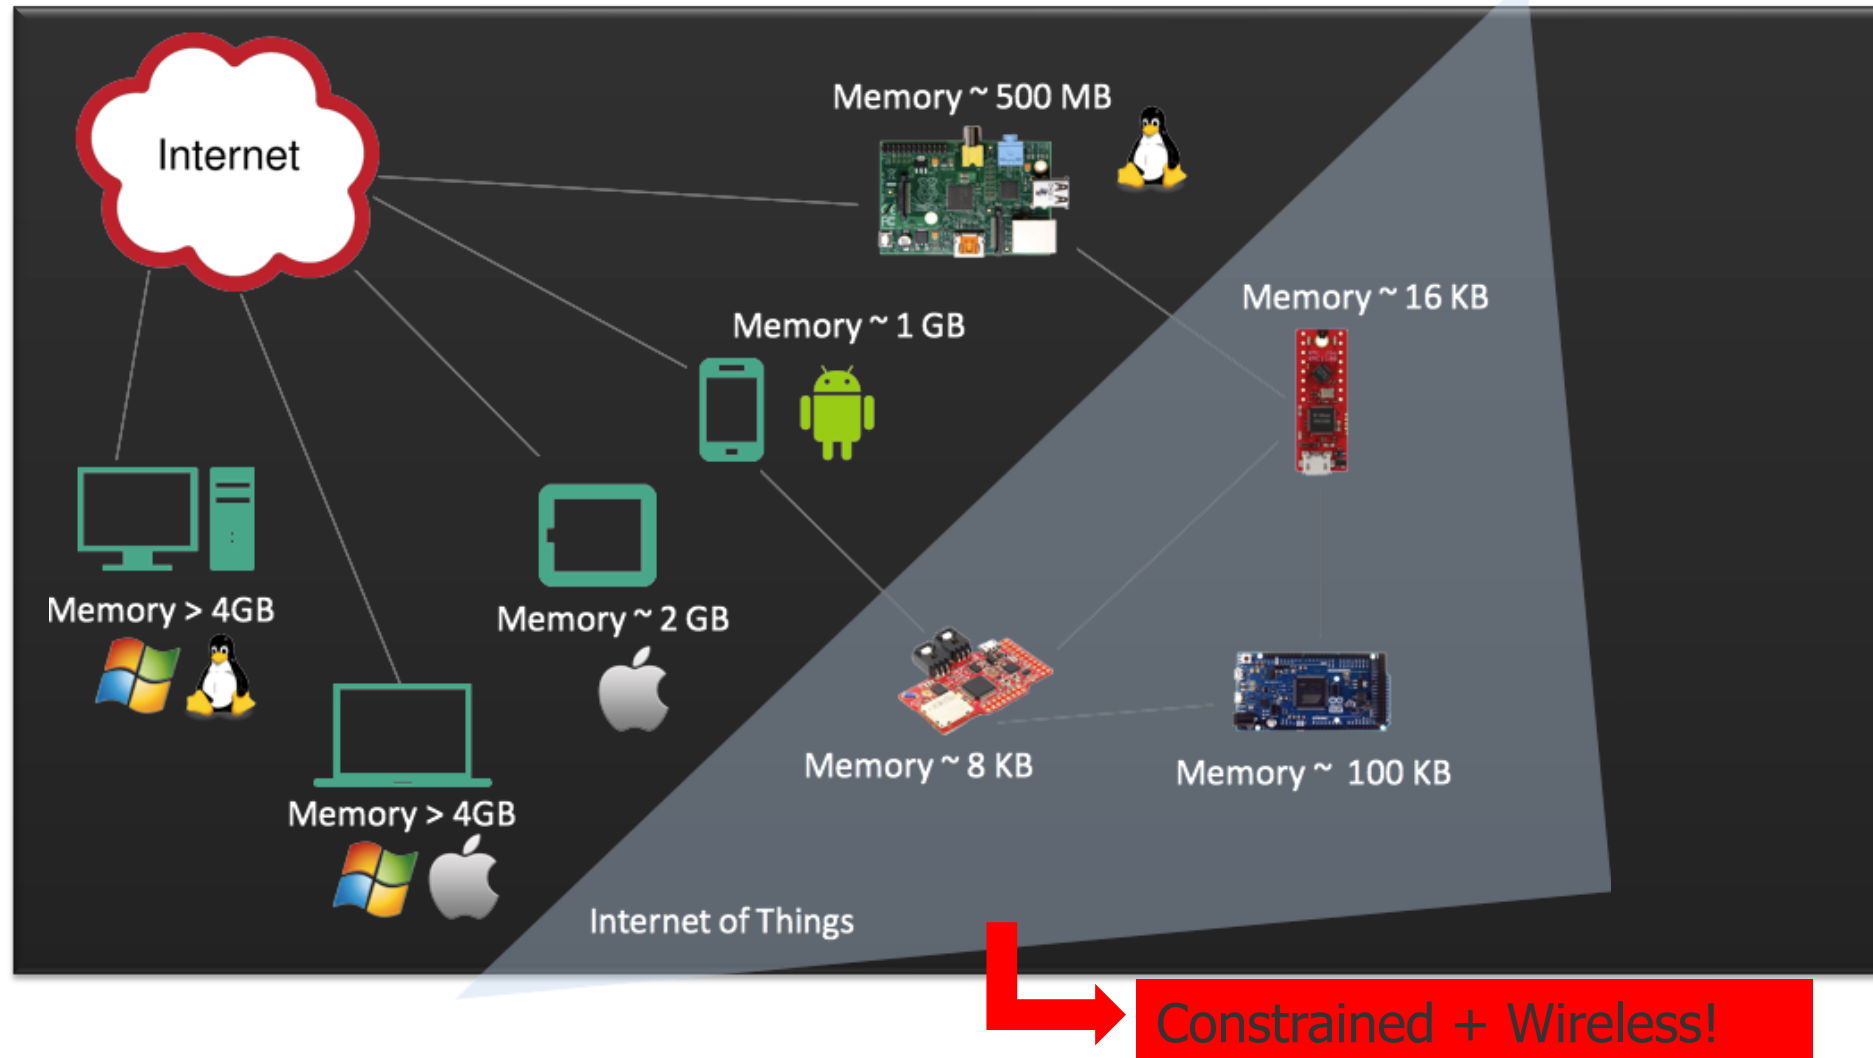 Internet
Memory ~ 500 MB
Memory ~ 16 KB
Memory ~ 1 GB
Memory > 4GB
Memory ~ 2 GB
Memory ~ 8 KB
Memory ~ 100 KB
Memory > 4GB
Internet of Things
Constrained + Wireless!